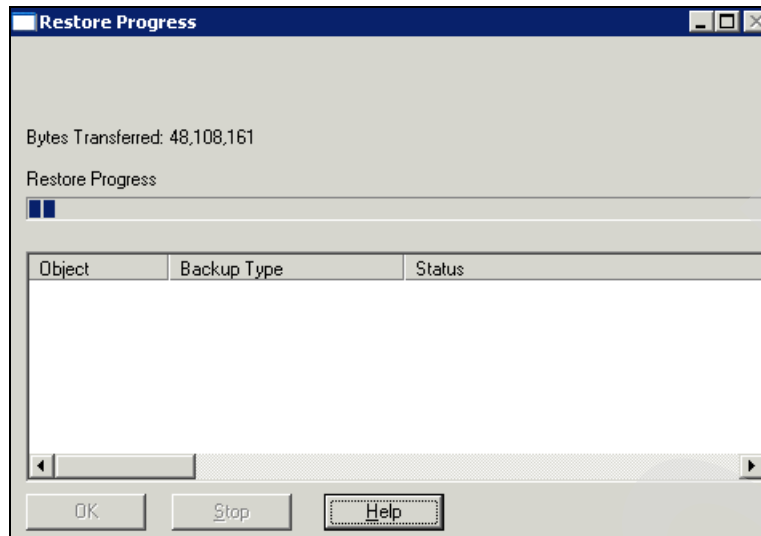 Restore Progress
Bytes Transferred: 48,108,161
Restore Progress
Object Backup Type Status
OK Stop Help